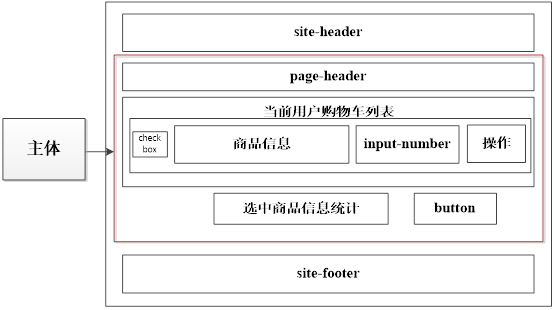 site-header
page-header
当前用户购物车列表
check
box
商品信息
input-number
操作
主体
选中商品信息统计
button
site-footer